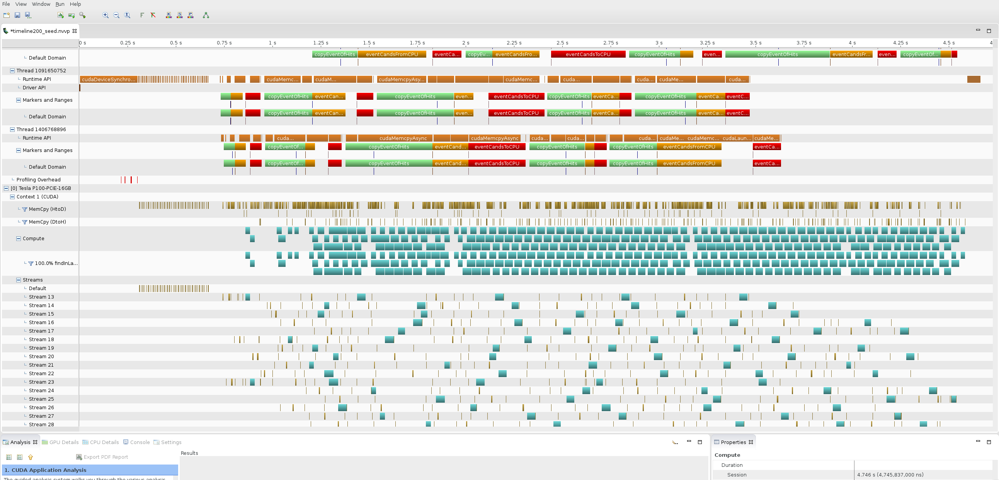 File View Window Run Help
*timeline200_seed.nvvp
0 s 0.25 s 0.5 s 0.75 s 1 s 1.25 s 1.5 s 1.75 s 2 s 2.25 s 2.5 s 2.75 s 3 s 3.25 s 3.5 s 3.75 s 4 s 4.25 s 4.5 s 4
Default Domain copyEventOfHits eventCandsFromCPU eventCa... copyEv... eventCandsFro... eventCandsToCPU copyEventOfHits even... copyEventOfHits eventCandsFr... even... copyEventOf...
Thread 1091650752
Runtime API cudaDeviceSynchro... cudaMemc... cudaM... cudaMemcpyAsy... cudaMemc... cuda... cuda... cudaMe... cuda...
Driver API
Markers and Ranges copyEventOfHits eventCan... copyEventOfHits even... eventCandsToCPU copyEventOfHits eventCa... copyEventOfHits eventCa... eventC...
Default Domain copyEventOfHits eventCan... copyEventOfHits even... eventCandsToCPU copyEventOfHits eventCa... copyEventOfHits eventCa... eventC...
Thread 1406768896
Runtime API cuda... cudaMemcpyAsync cudaMemcpyAsync cuda... cuda... cuda... cudaMe... cudaMemc... cudaLaun... cudaMe...
Markers and Ranges copyEventOf... copyEventOfHits eventCand... eventCandsToCPU copyEventOfHits copyEventOfHits eventCandsFromCPU eventCa...
Default Domain copyEventOf... copyEventOfHits eventCand... eventCandsToCPU copyEventOfHits copyEventOfHits eventCandsFromCPU eventCa...
Profiling Overhead
[0] Tesla P100-PCIE-16GB
Context 1 (CUDA)
MemCpy (HtoD)
MemCpy (DtoH)
Compute
100.0% findInLa...
Streams
Default
Stream 13
Stream 14
Stream 15
Stream 16
Stream 17
Stream 18
Stream 19
Stream 20
Stream 21
Stream 22
Stream 23
Stream 24
Stream 25
Stream 26
Stream 27
Stream 28
Analysis GPU Details CPU Details Console Settings
Properties
Export PDF Report
Results
Compute
Duration
1. CUDA Application Analysis
Session 4.746 s (4,745,837,000 ns)
The guided analysis system walks you through the various analysis